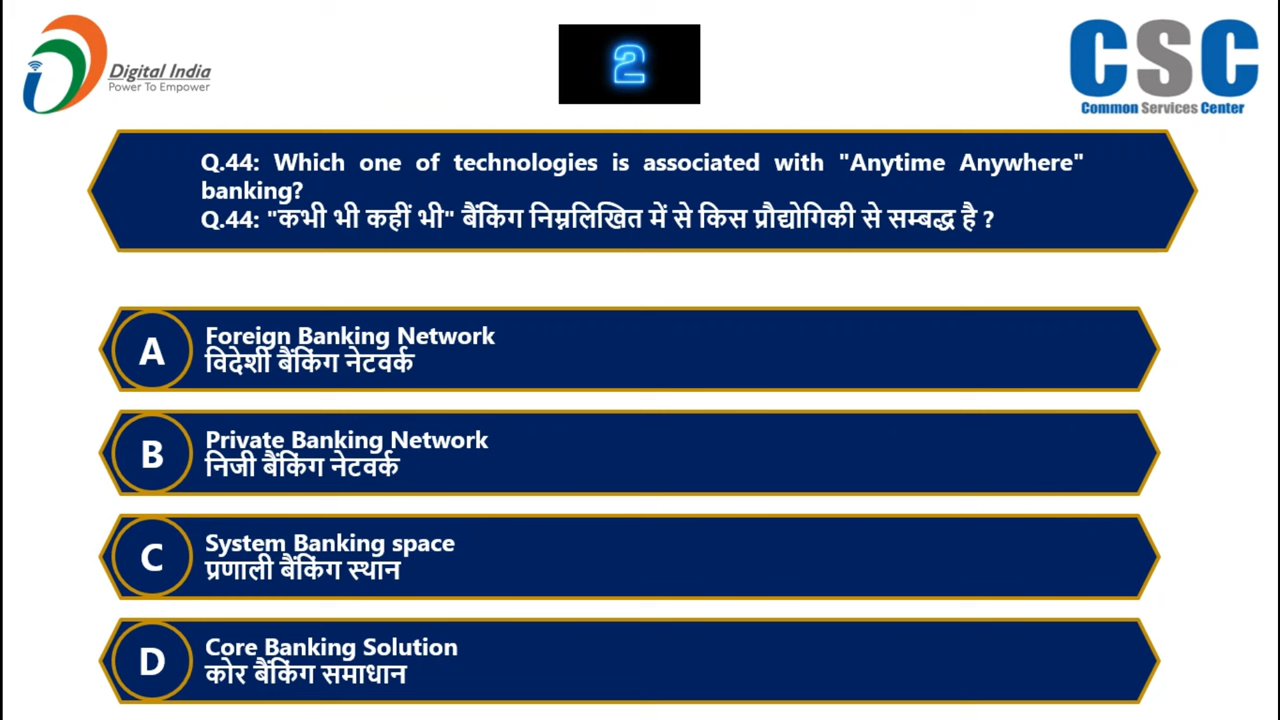 Digital India
Power To Empower
2
CSC
Common Services Center
Q.44: Which one of technologies is associated with "Anytime Anywhere"
banking?
Q.44: "कभी भी कहीं भी" बैंकिंग निम्नलिखित में से किस प्रौद्योगिकी से सम्बद्ध है ?
A
Foreign Banking Network
विदेशी बैंकिंग नेटवर्क
B
Private Banking Network
निजी बैंकिंग नेटवर्क
C
System Banking space
प्रणाली बैंकिंग स्थान
D
Core Banking Solution
कोर बैंकिंग समाधान